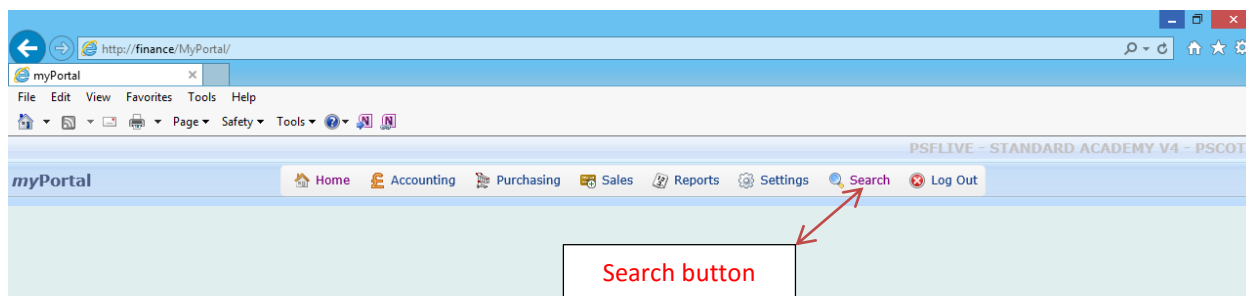 http://finance/MyPortal/
myPortal
File Edit View Favorites Tools Help
Page Safety Tools
PSFLIVE - STANDARD ACADEMY V4 - PSCOT
myPortal Home Accounting Purchasing Sales Reports Settings Search Log Out
Search button